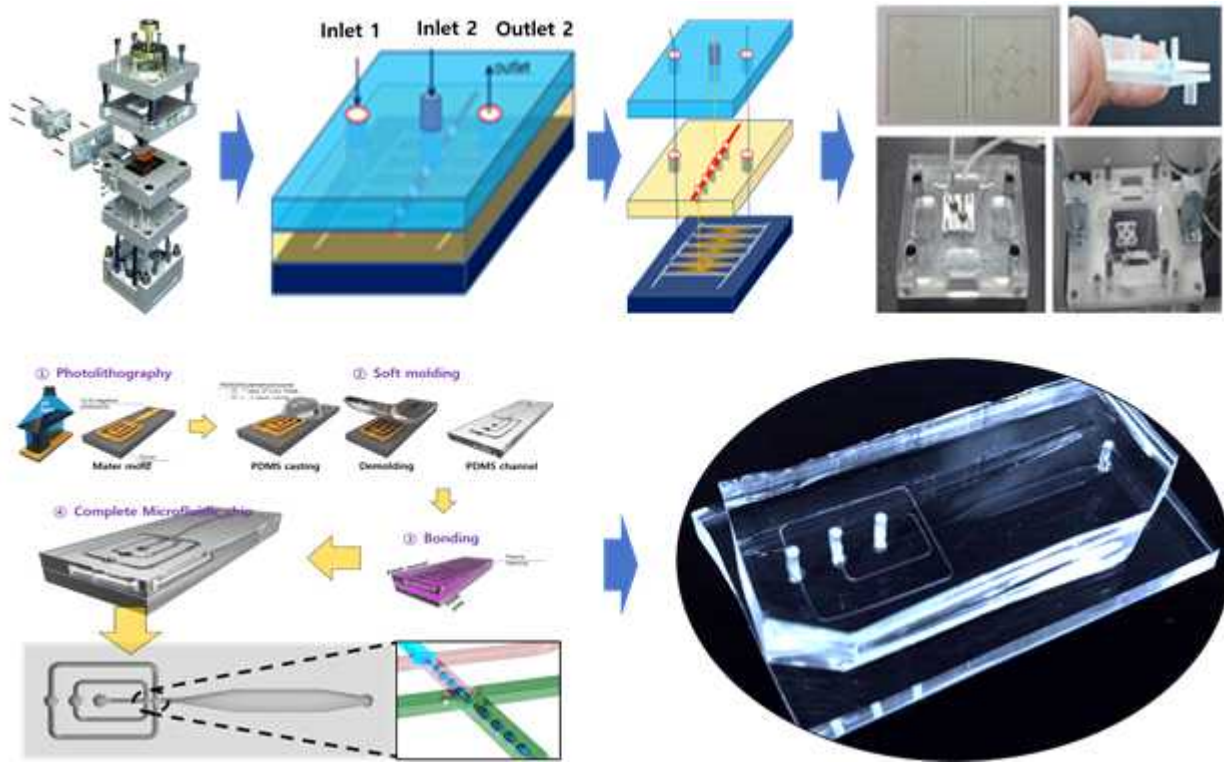 Inlet 1
Inlet 2
Outlet 2
outlet
① Photolithography
② Soft molding
Mater mold
PDMS casting
Demolding
PDMS channel
④ Complete Microfluidic chip
③ Bonding